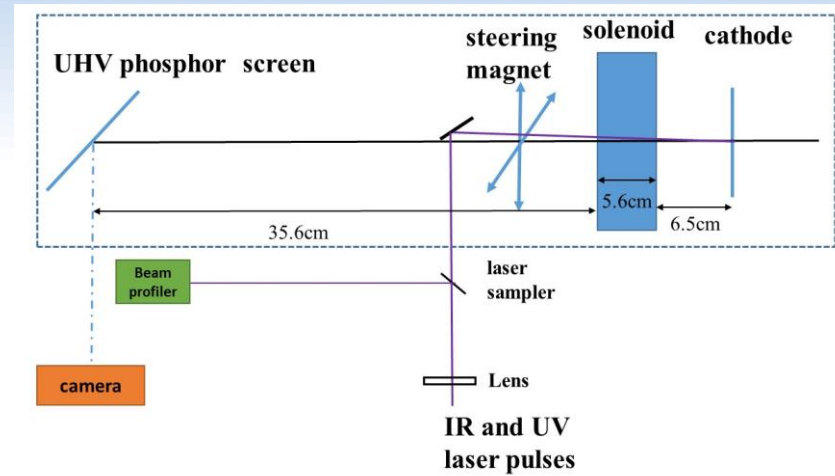 steering
magnet
solenoid
cathode
UHV phosphor screen
5.6cm
6.5cm
35.6cm
Beam
profiler
laser
sampler
camera
Lens
IR and UV
laser pulses